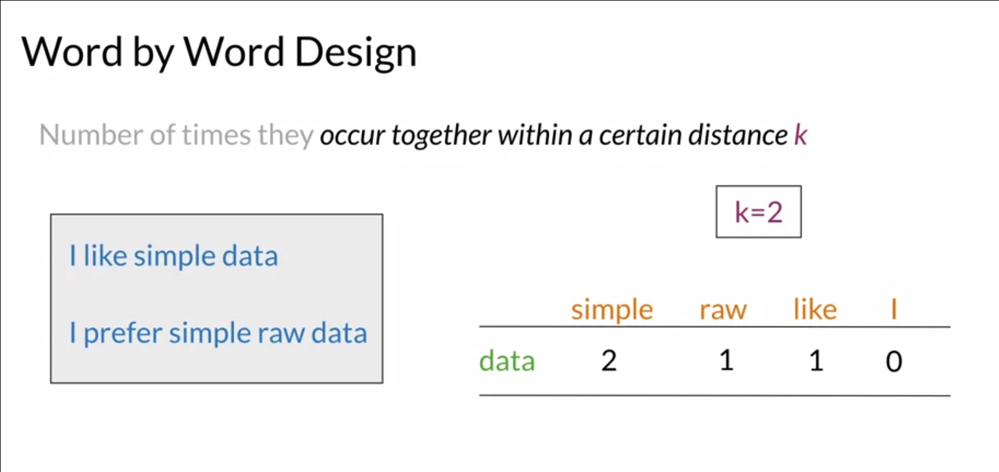 Word by Word Design
Number of times they occur together within a certain distance k
k=2
I like simple data
I prefer simple raw data
simple raw like I
data 2 1 1 0